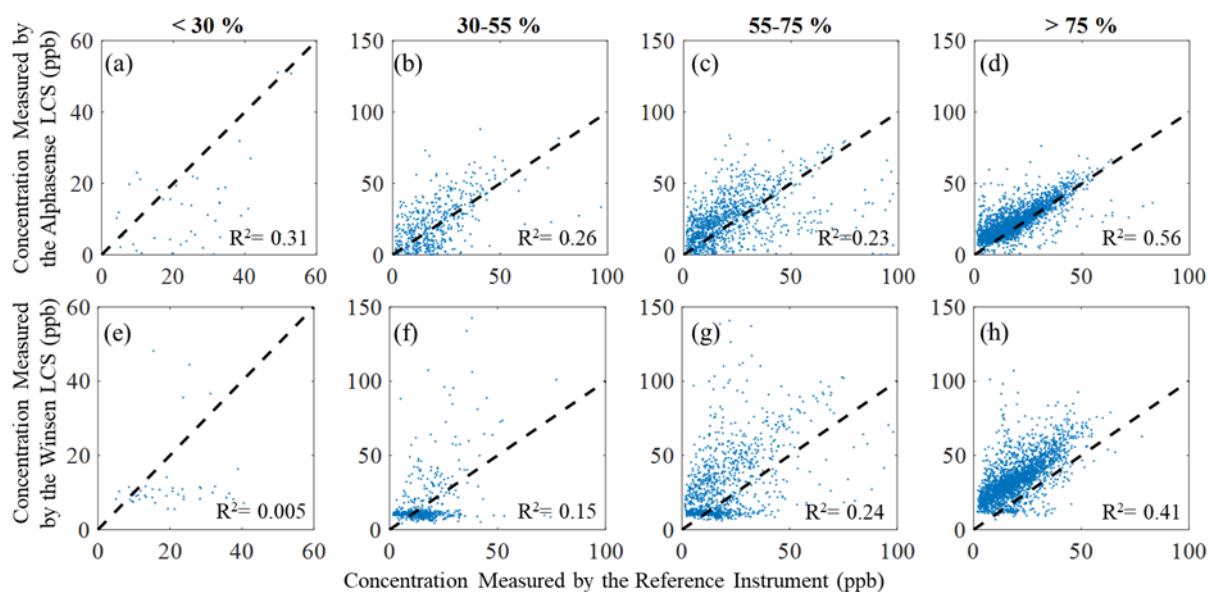 < 30 %
30-55 %
55-75 %
> 75 %
Concentration Measured by
the Alphasense LCS (ppb)
60
40
20
0
(a)
R²= 0.31
0
20
40
60
150
100
50
0
(b)
R²= 0.26
0
50
100
150
100
50
0
(c)
R²=0.23
0
50
100
150
100
50
0
(d)
R²= 0.56
0
50
100
Concentration Measured
by the Winsen LCS (ppb)
60
40
20
0
(e)
R²= 0.005
0
20
40
60
150
100
50
0
(f)
R²= 0.15
0
50
100
150
100
50
0
(g)
R²= 0.24
0
50
100
150
100
50
0
(h)
R²= 0.41
0
50
100
Concentration Measured by the Reference Instrument (ppb)